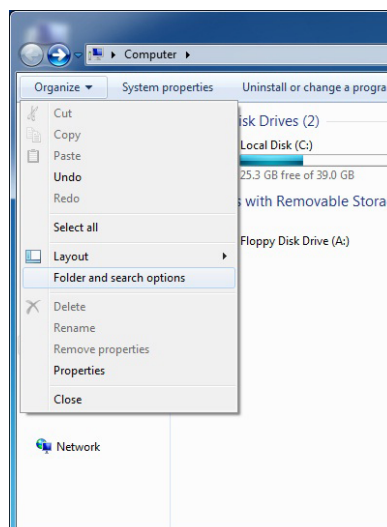 Computer
Organize
System properties
Uninstall or change a progra
Cut
Copy
Paste
Undo
Redo
Select all
Layout
Folder and search options
Delete
Rename
Remove properties
Properties
Close
isk Drives (2)
Local Disk (C:)
25.3 GB free of 39.0 GB
s with Removable Stora
Floppy Disk Drive (A:)
Network